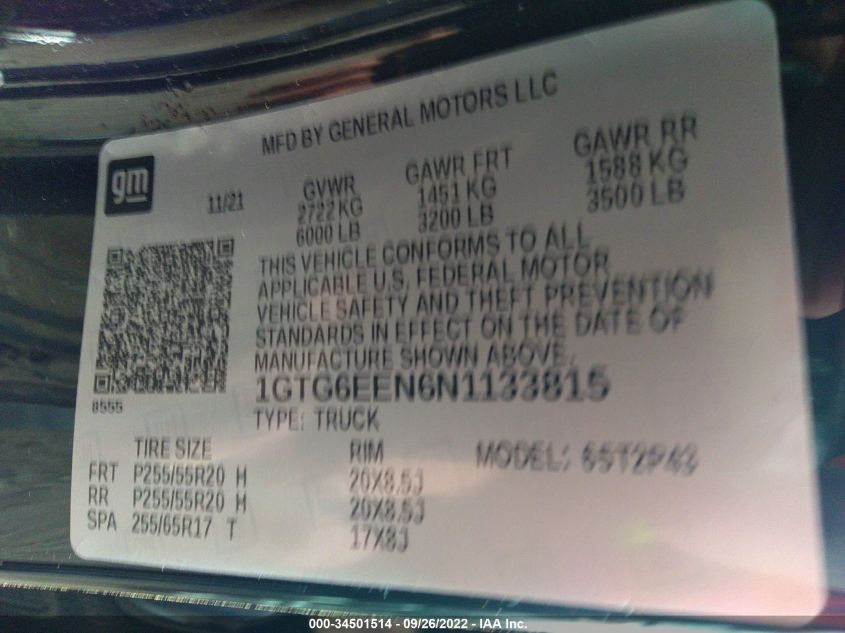 MFD BY GENERAL MOTORS LLC
gm
11/21
GVWR GAWR FRT GAWR RR
2722 KG 1451 KG 1588 KG
6000 LB 3200 LB 3500 LB
THIS VEHICLE CONFORMS TO ALL
APPLICABLE U.S. FEDERAL MOTOR
VEHICLE SAFETY AND THEFT PREVENTION
STANDARDS IN EFFECT ON THE DATE OF
MANUFACTURE SHOWN ABOVE.
8555
1GTG6EEN6N1133815
TYPE: TRUCK
TIRE SIZE RIM MODEL:
FRT P255/55R20 H 20X8.5J
RR P255/55R20 H 20X8.5J
SPA 255/65R17 T 17X8J
000-34501514 - 09/26/2022 - IAA Inc.